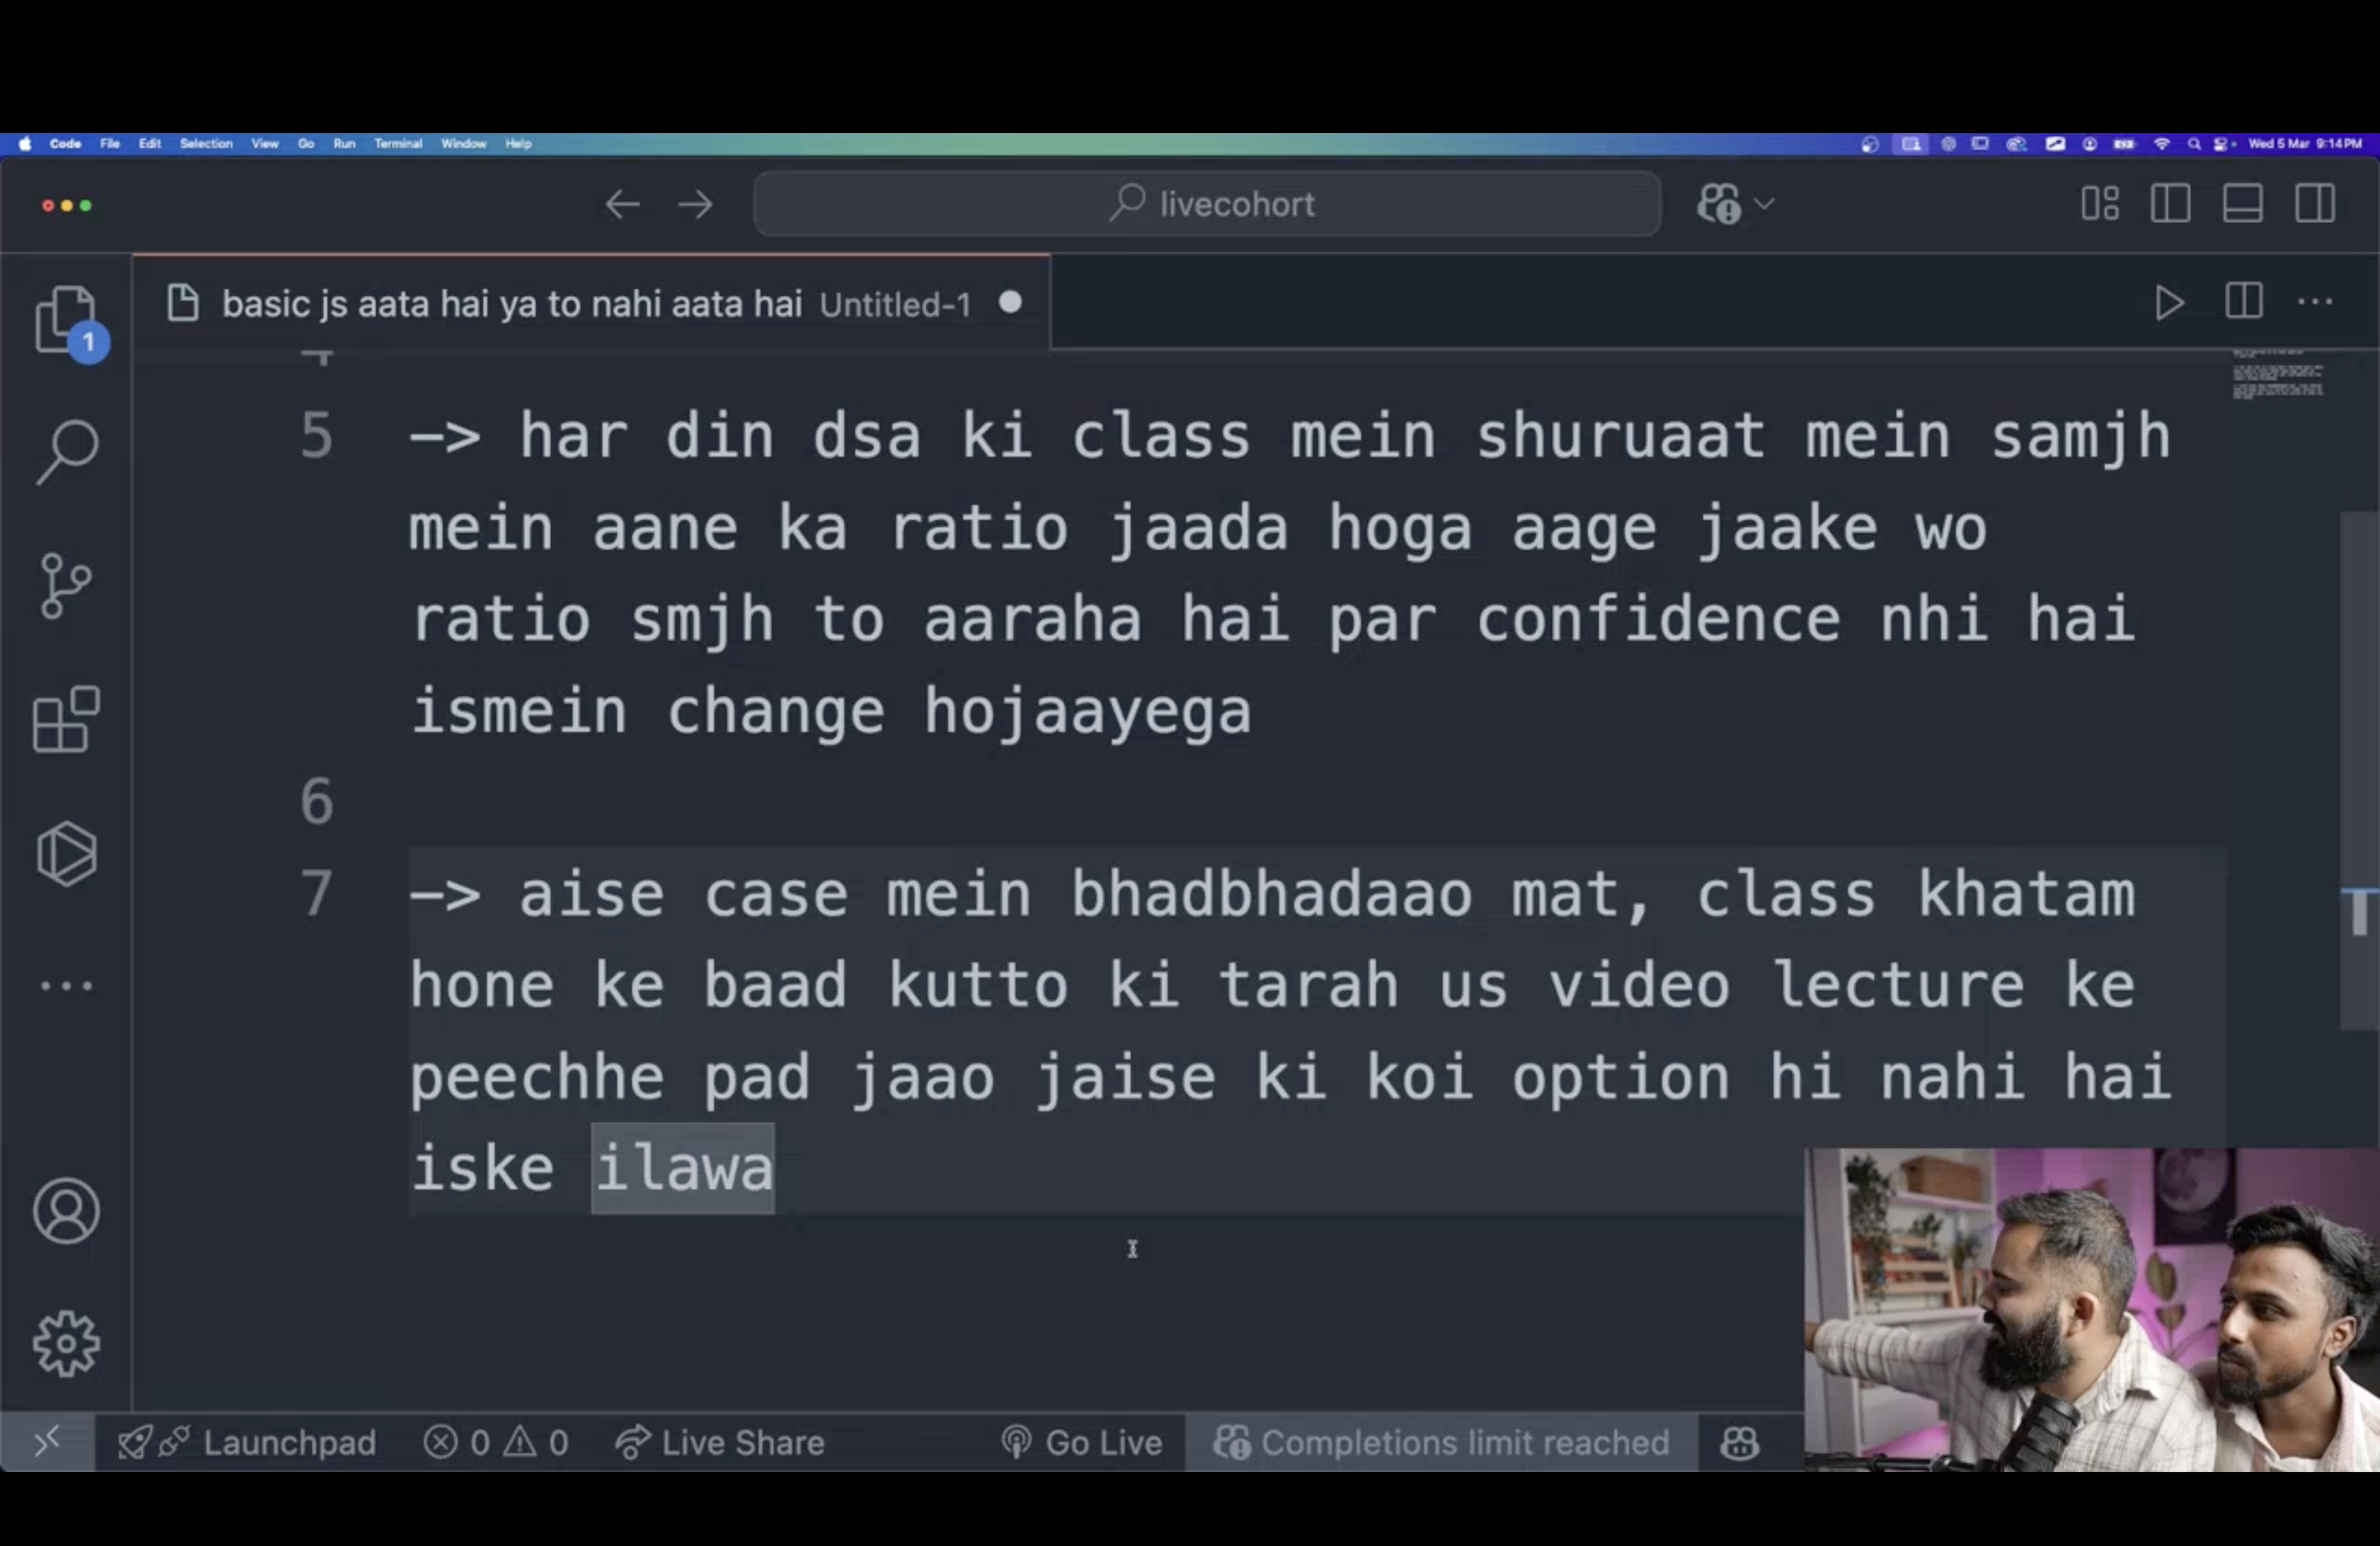 Code File Edit Selection View Go Run Terminal Window Help Wed 5 Mar 9:14 PM
livecohort
basic js aata hai ya to nahi aata hai Untitled-1
1
5 —> har din dsa ki class mein shuruaat mein samjh
mein aane ka ratio jaada hoga aage jaake wo
ratio smjh to aaraha hai par confidence nhi hai
ismein change hojaayega
6
7 —> aise case mein bhadbhadaao mat, class khatam
hone ke baad kutto ki tarah us video lecture ke
peechhe pad jaao jaise ki koi option hi nahi hai
iske ilawa
Launchpad 0 0 Live Share Go Live Completions limit reached